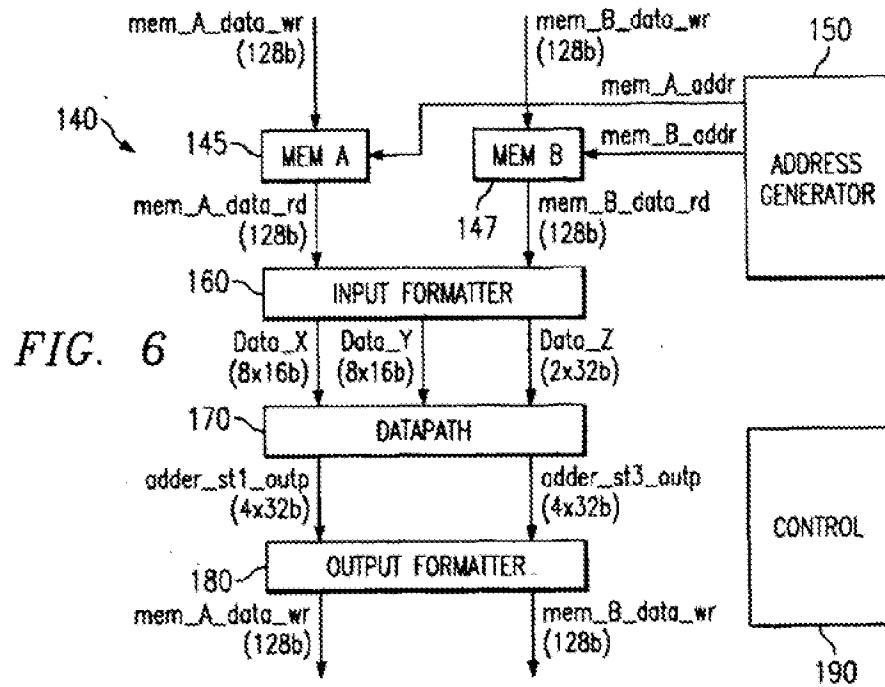 mem_A_data_wr
(128b)
mem_B_data_wr
(128b)
150
mem_A_addr
140
145
MEM A
MEM B
mem_B_addr
ADDRESS
GENERATOR
mem_A_data_rd
(128b)
147
mem_B_data_rd
(128b)
160
INPUT FORMATTER
FIG. 6
Data_X
(8x16b)
Data_Y
(8x16b)
Data_Z
(2x32b)
170
DATAPATH
adder_st1_outp
(4x32b)
adder_st3_outp
(4x32b)
CONTROL
180
OUTPUT FORMATTER
mem_A_data_wr
(128b)
mem_B_data_wr
(128b)
190